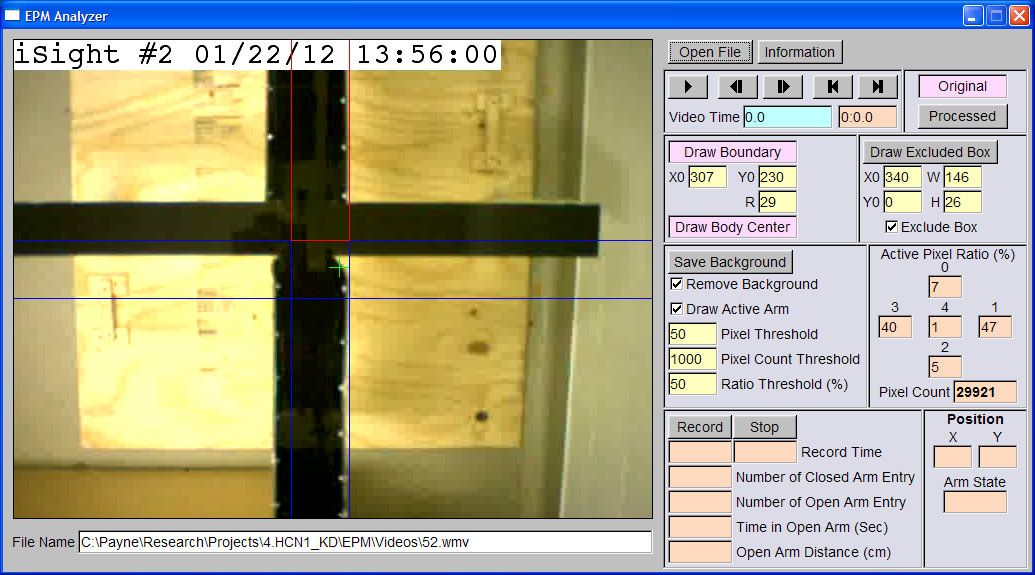 EPM Analyzer
iSight #2 01/22/12 13:56:00
Open File Information
Video Time 0.0 0:0.0
Original
Processed
Draw Boundary
X0 307 Y0 230
R 29
Draw Body Center
Draw Excluded Box
X0 340 W 146
Y0 0 H 26
Exclude Box
Save Background
Remove Background
Draw Active Arm
50 Pixel Threshold
1000 Pixel Count Threshold
50 Ratio Threshold (%)
Active Pixel Ratio (%)
0
7
3 4 1
40 1 47
2
5
Pixel Count 29921
Record Stop
Record Time
Number of Closed Arm Entry
Number of Open Arm Entry
Time in Open Arm (Sec)
Open Arm Distance (cm)
Position
X Y
Arm State
File Name C:\Payne\Research\Projects\4.HCN1_KD\EPM\Videos\52.wmv